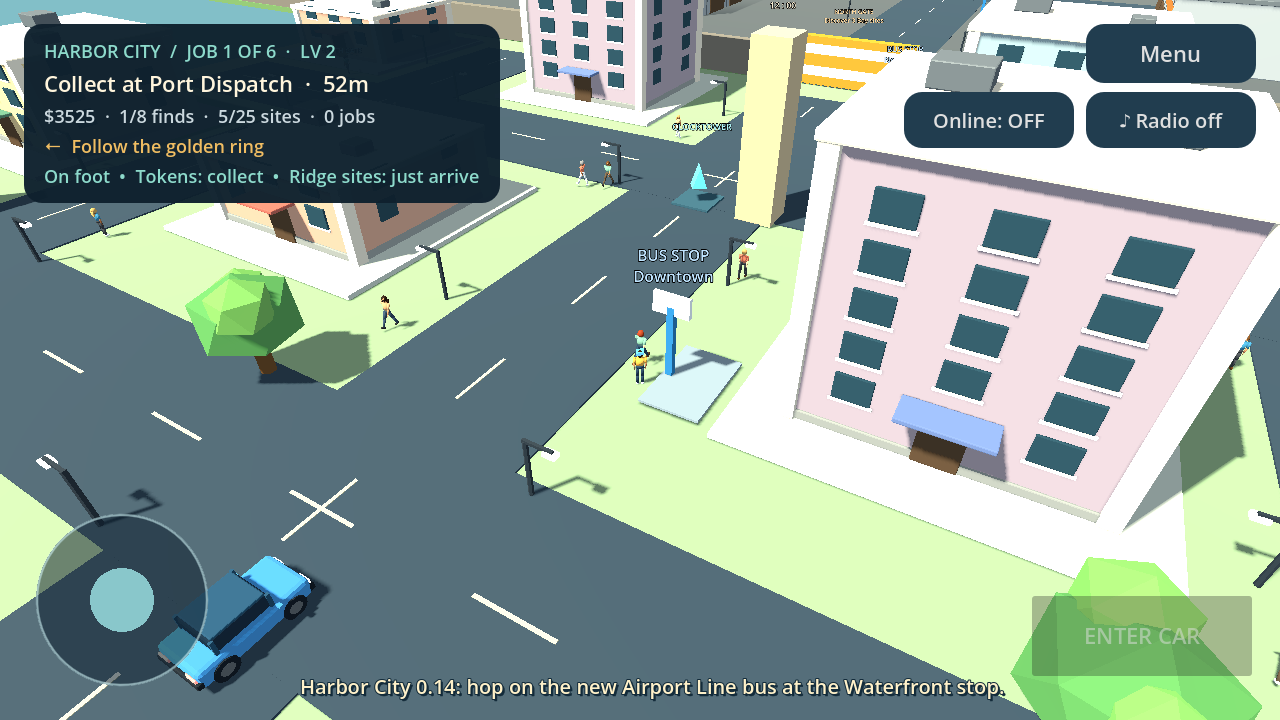 HARBOR CITY / JOB 1 OF 6 · LV 2
Collect at Port Dispatch · 52m
$3525 · 1/8 finds · 5/25 sites · 0 jobs
← Follow the golden ring
On foot • Tokens: collect • Ridge sites: just arrive
Menu
Online: OFF
♪ Radio off
BUS STOP
Downtown
ENTER CAR
Harbor City 0.14: hop on the new Airport Line bus at the Waterfront stop.